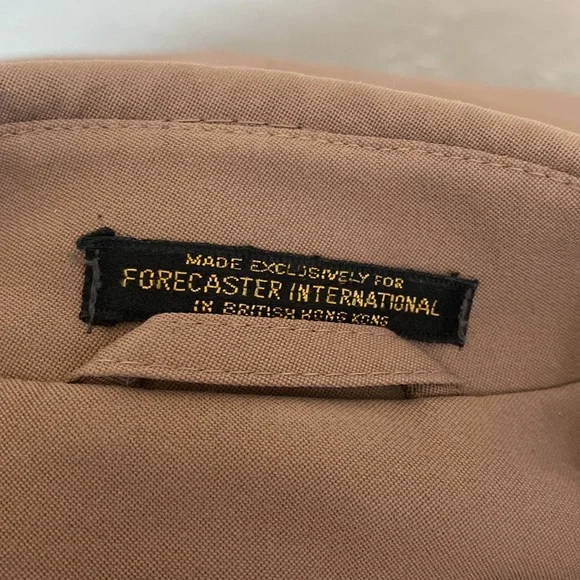 MADE EXCLUSIVELY FOR
FORECASTER INTERNATIONAL
IN BRITISH HONG KONG